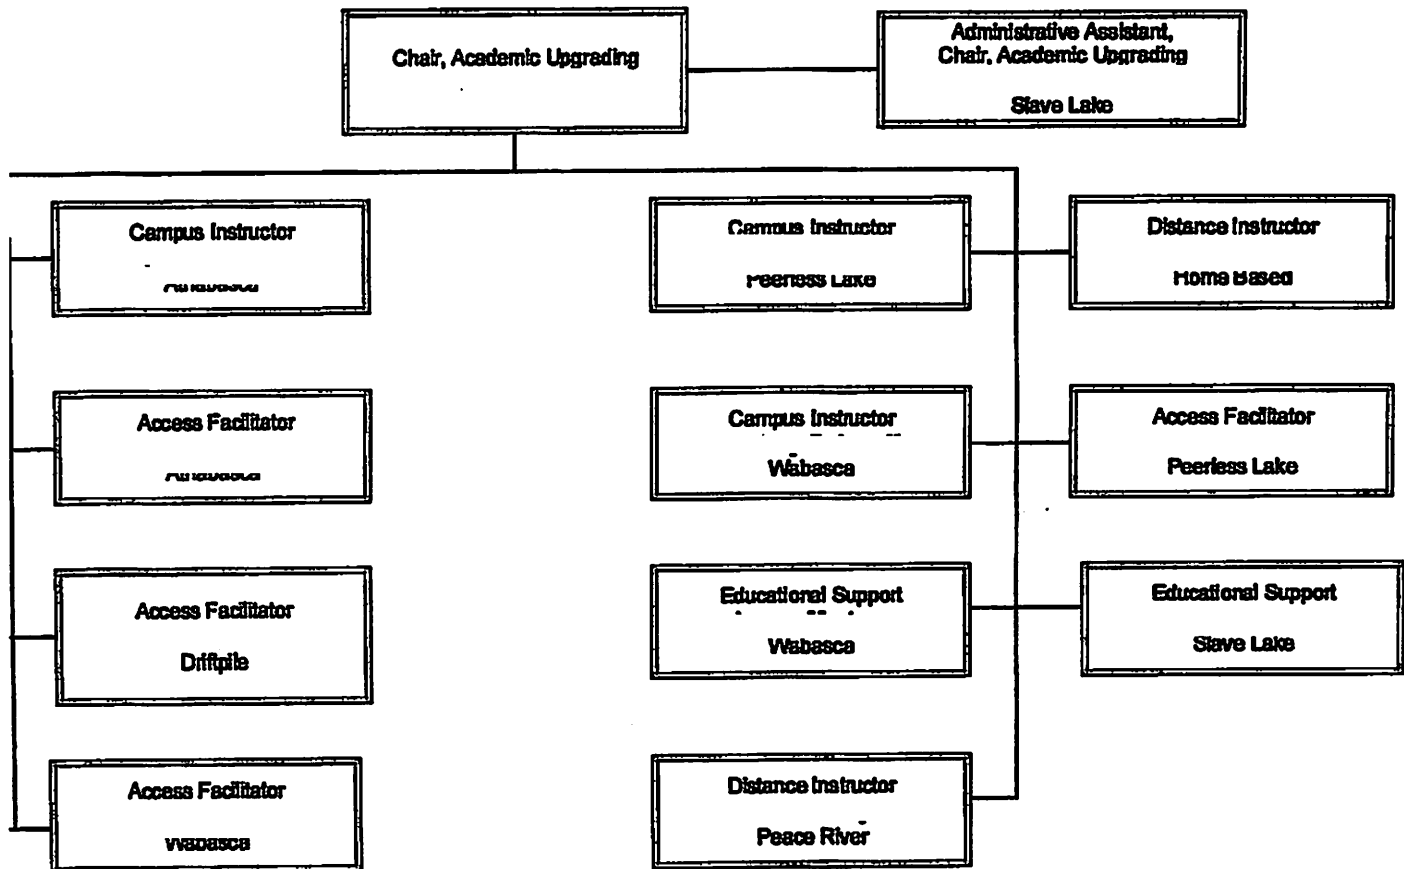 Chair, Academic Upgrading
Administrative Assistant,
Chair, Academic Upgrading
Slave Lake
Campus Instructor
Campus Instructor
Peerless Lake
Distance Instructor
Home Based
Access Facilitator
Campus Instructor
Wabasca
Access Facilitator
Peerless Lake
Access Facilitator
Driftpile
Educational Support
Wabasca
Educational Support
Slave Lake
Access Facilitator
Wabasca
Distance Instructor
Peace River